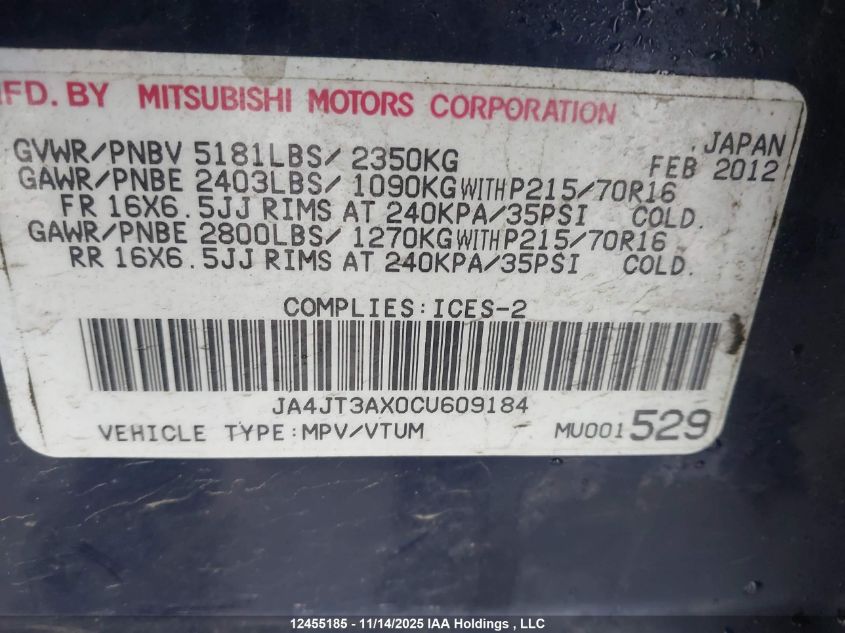 MFD. BY MITSUBISHI MOTORS CORPORATION
JAPAN
GVWR/PNBV 5181LBS/ 2350KG FEB 2012
GAWR/PNBE 2403LBS/ 1090KG WITH P215/70R16
FR 16X6.5JJ RIMS AT 240KPA/35PSI COLD.
GAWR/PNBE 2800LBS/ 1270KG WITH P215/70R16
RR 16X6.5JJ RIMS AT 240KPA/35PSI COLD.
COMPLIES:ICES-2
JA4JT3AX0CU609184
VEHICLE TYPE:MPV/VTUM MU001 529
12455185 - 11/14/2025 IAA Holdings , LLC